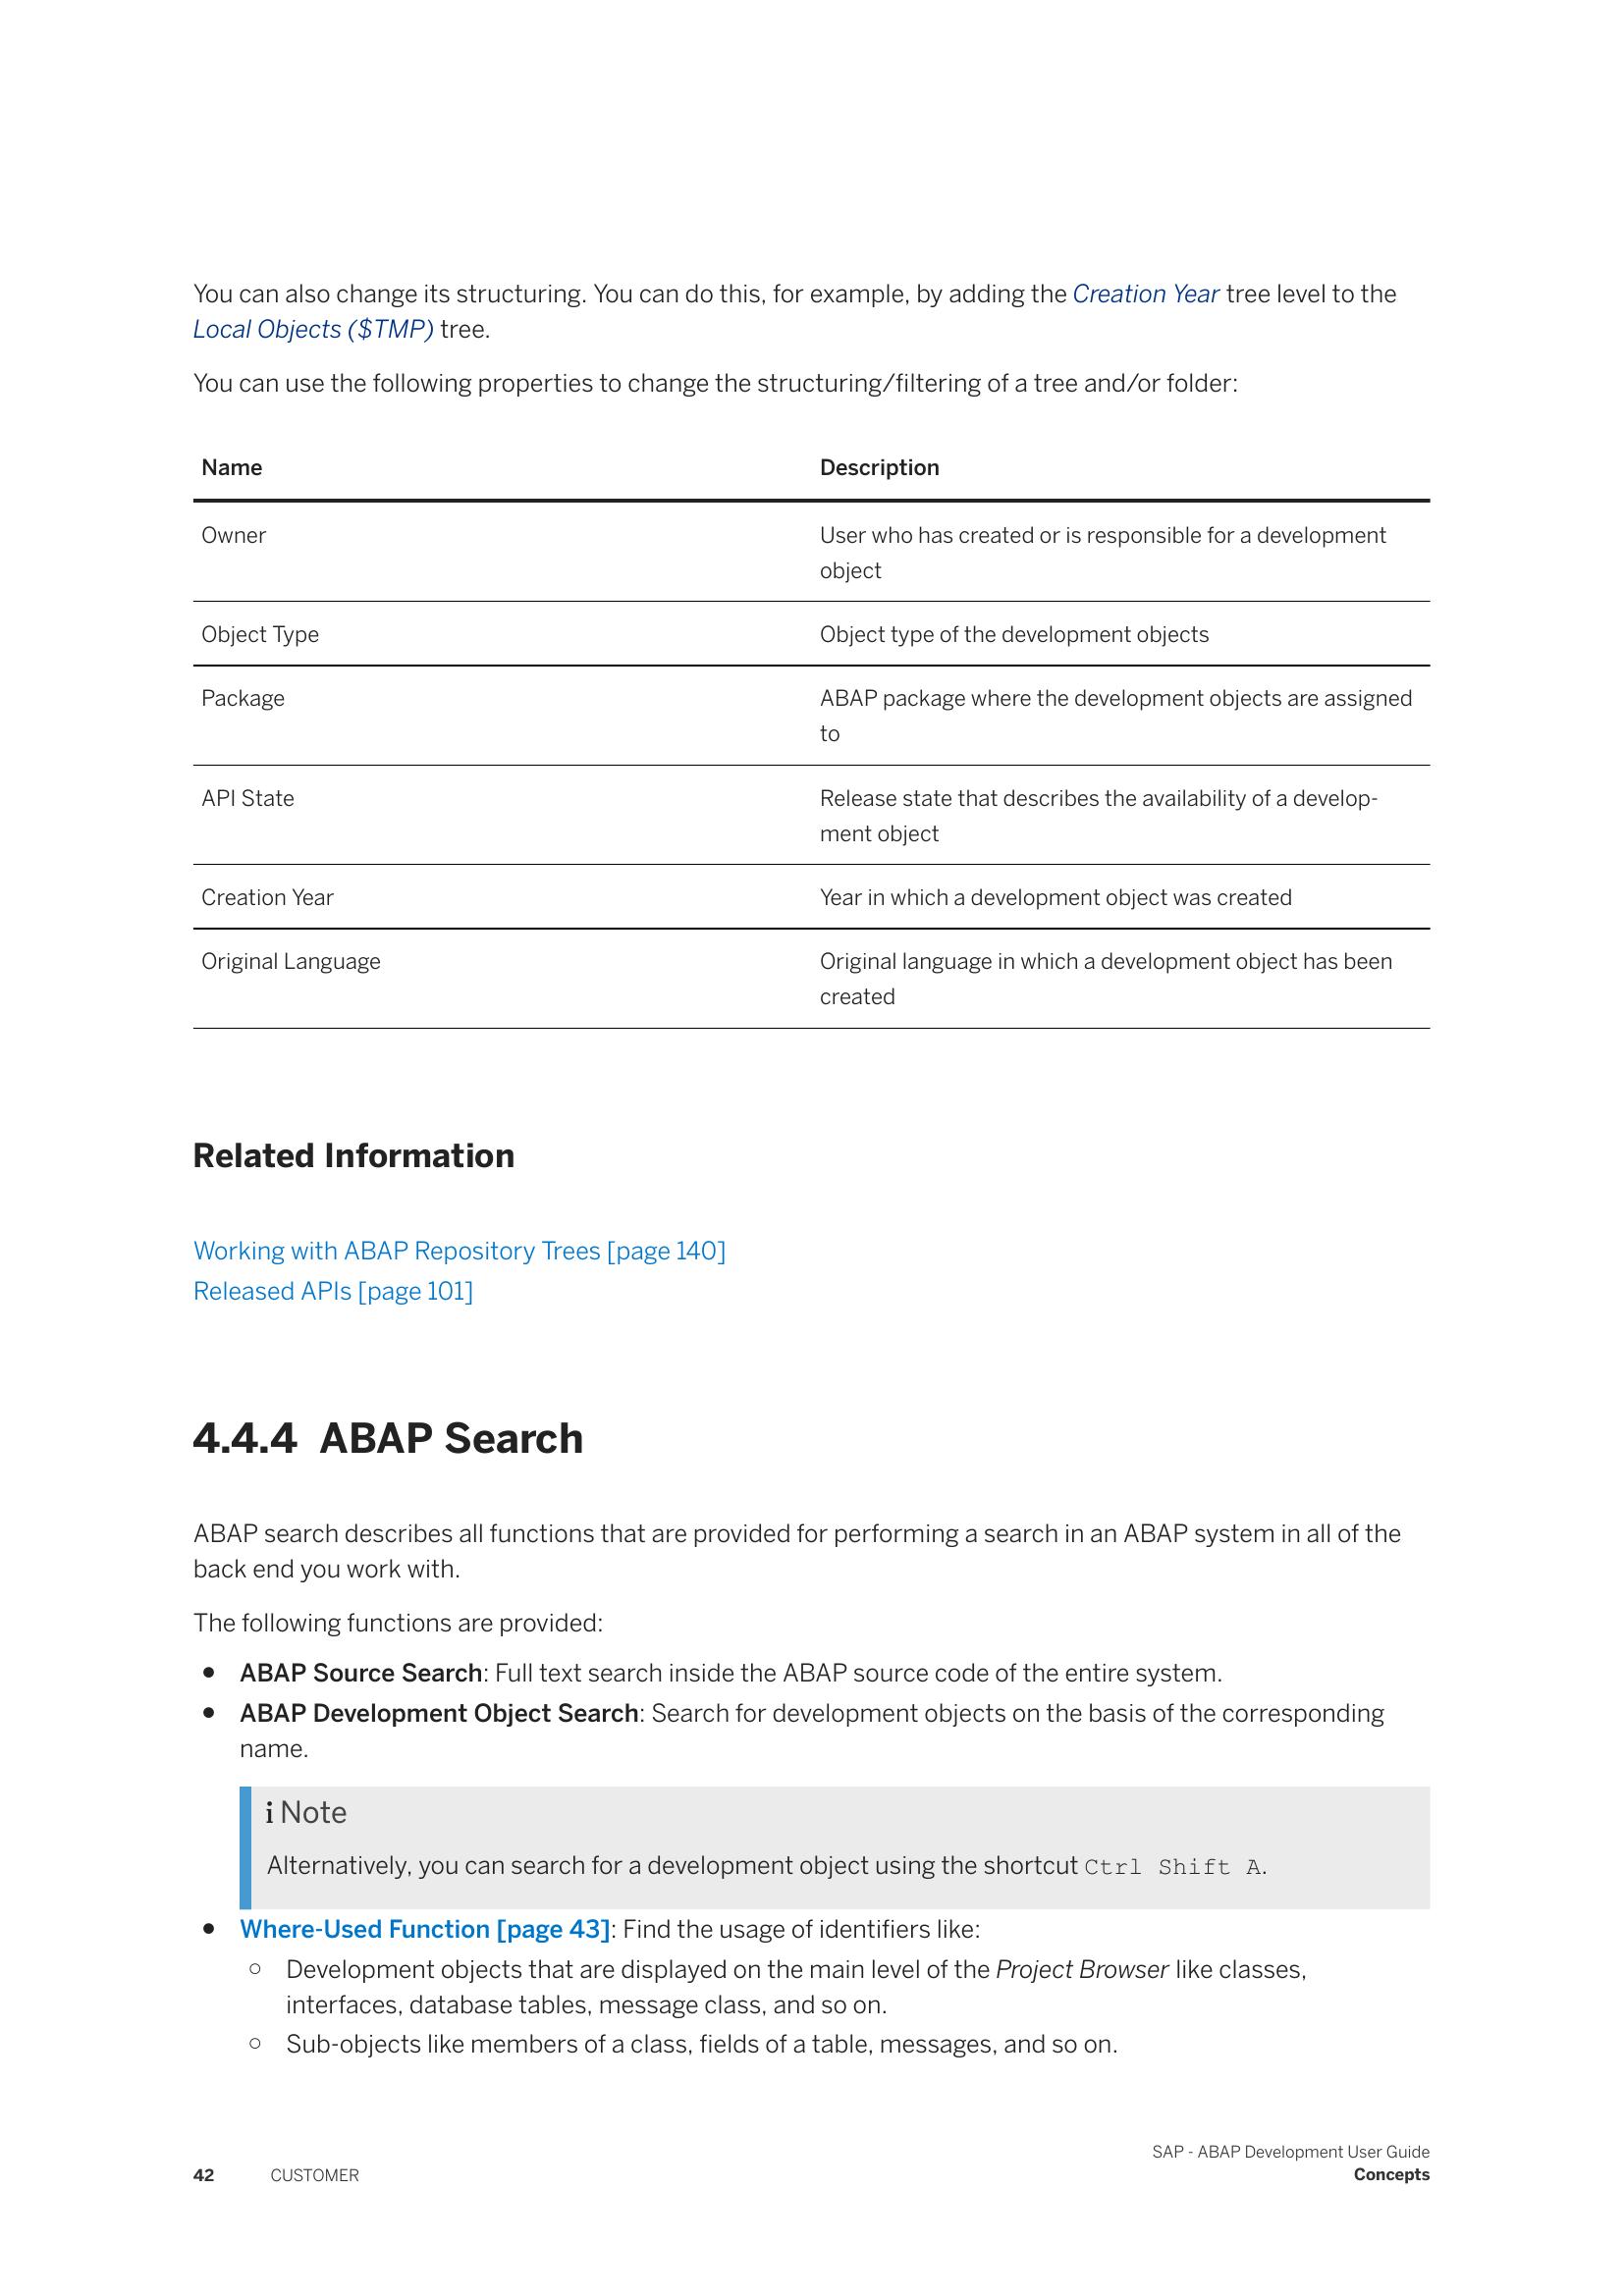 You can also change its structuring. You can do this, for example, by adding the Creation Year tree level to the
Local Objects ($TMP) tree.
You can use the following properties to change the structuring/filtering of a tree and/or folder:
Name Description
Owner User who has created or is responsible for a development
object
Object Type Object type of the development objects
Package ABAP package where the development objects are assigned
to
API State Release state that describes the availability of a develop-
ment object
Creation Year Year in which a development object was created
Original Language Original language in which a development object has been
created
Related Information
Working with ABAP Repository Trees [page 140]
Released APIs [page 101]
4.4.4 ABAP Search
ABAP search describes all functions that are provided for performing a search in an ABAP system in all of the
back end you work with.
The following functions are provided:
● ABAP Source Search: Full text search inside the ABAP source code of the entire system.
● ABAP Development Object Search: Search for development objects on the basis of the corresponding
name.
i Note
Alternatively, you can search for a development object using the shortcut Ctrl Shift A.
● Where-Used Function [page 43]: Find the usage of identifiers like:
○ Development objects that are displayed on the main level of the Project Browser like classes,
interfaces, database tables, message class, and so on.
○ Sub-objects like members of a class, fields of a table, messages, and so on.
SAP - ABAP Development User Guide
42 CUSTOMER Concepts